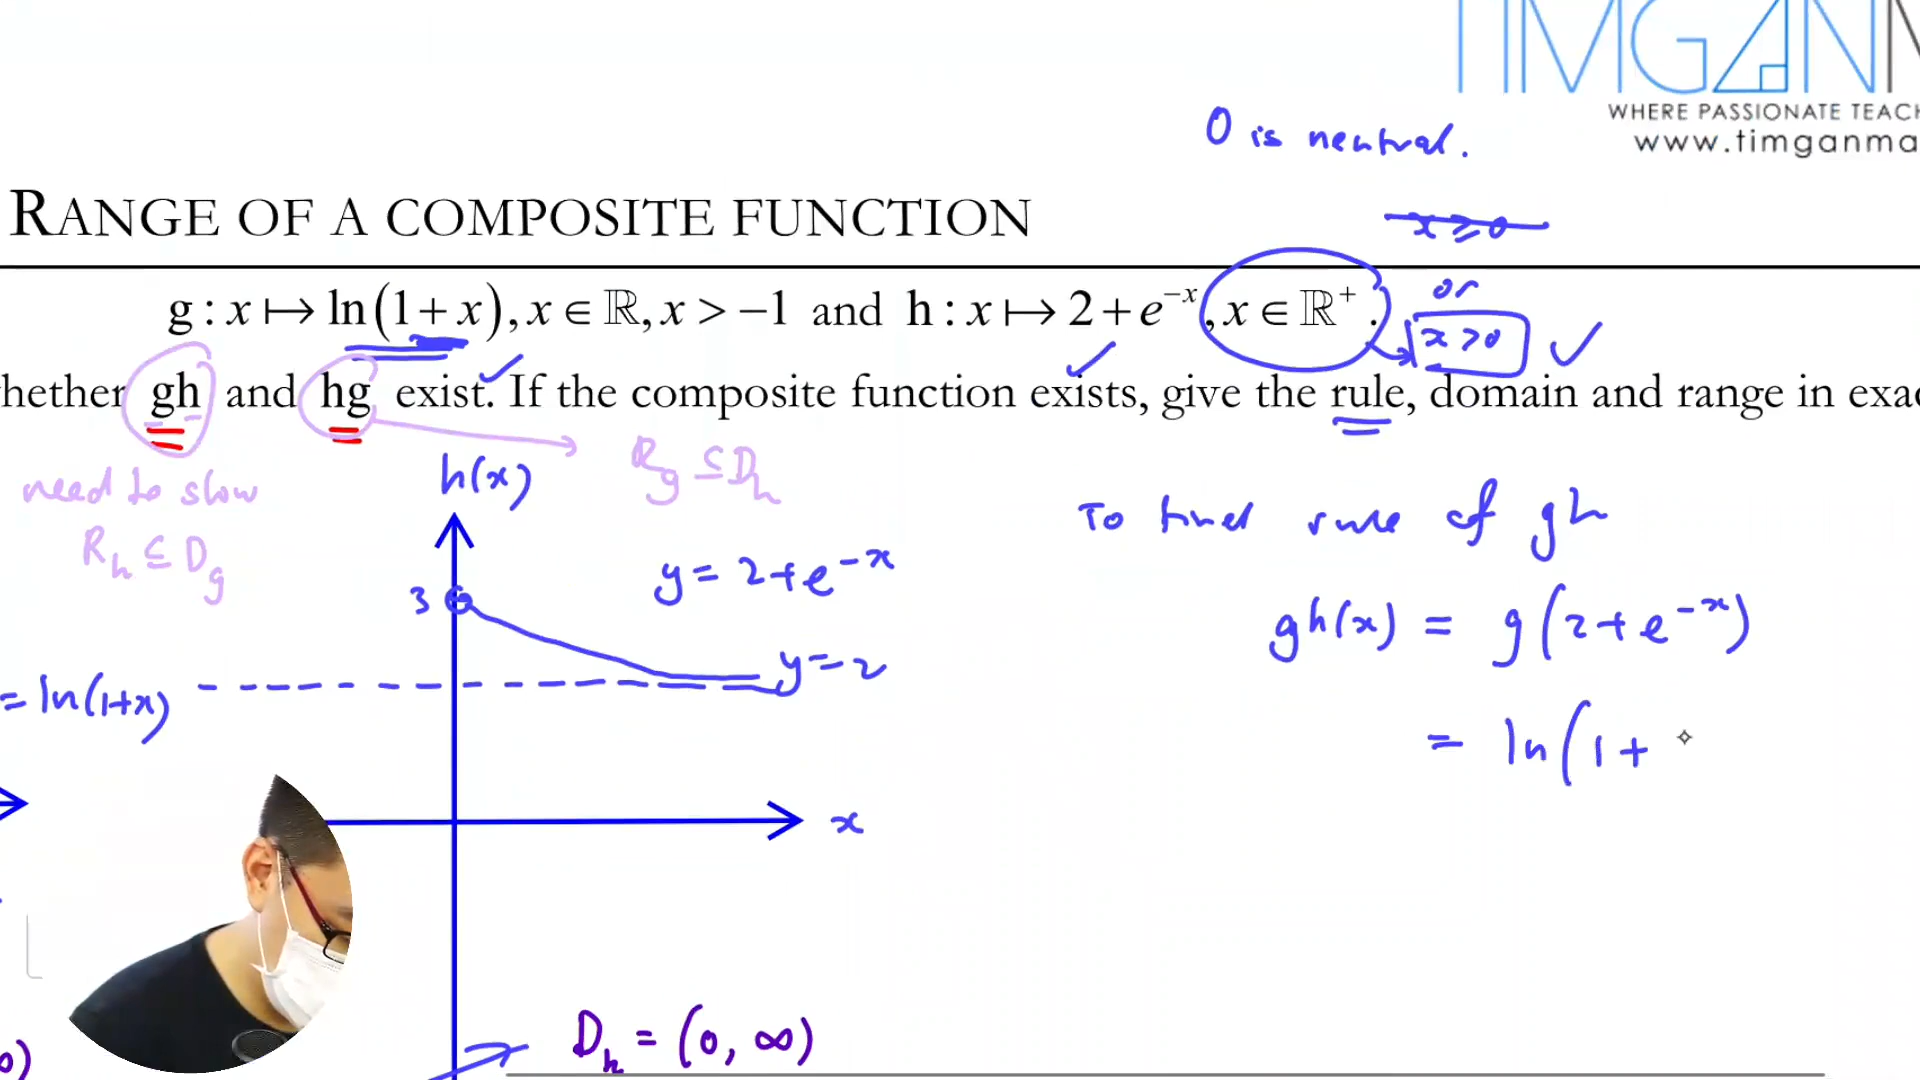 TIMGANM
WHERE PASSIONATE TEACH
www.timganma
0 is neutral.
RANGE OF A COMPOSITE FUNCTION
x ≥ 0
or
x > 0
g : x ↦ ln(1 + x), x ∈ ℝ, x > −1 and h : x ↦ 2 + e^{−x}, x ∈ ℝ⁺.
hether gh and hg exist. If the composite function exists, give the rule, domain and range in exac
need to show
R_h ⊆ D_g
R_g ⊆ D_h
h(x)
y = 2 + e^{−x}
3
y = 2
= ln(1+x)
x
D_h = (0, ∞)
To find rule of gh
gh(x) = g(2 + e^{−x})
= ln(1 +